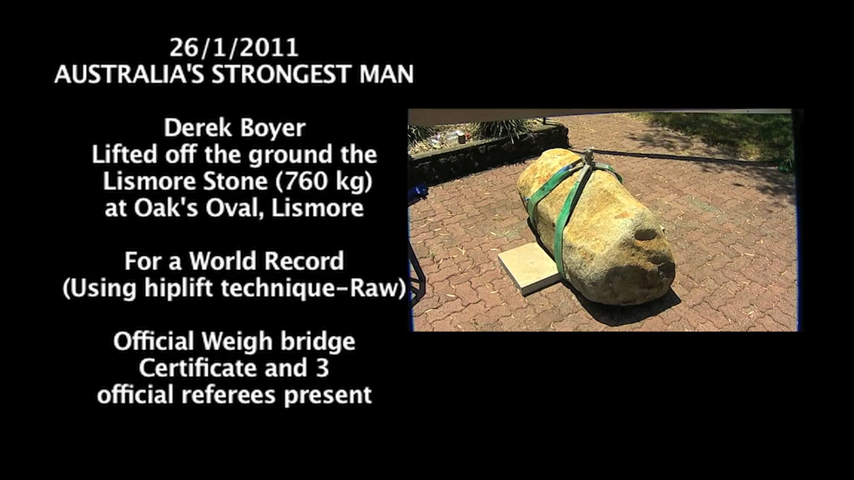 26/1/2011
AUSTRALIA'S STRONGEST MAN
Derek Boyer
Lifted off the ground the
Lismore Stone (760 kg)
at Oak's Oval, Lismore
For a World Record
(Using hiplift technique-Raw)
Official Weigh bridge
Certificate and 3
official referees present